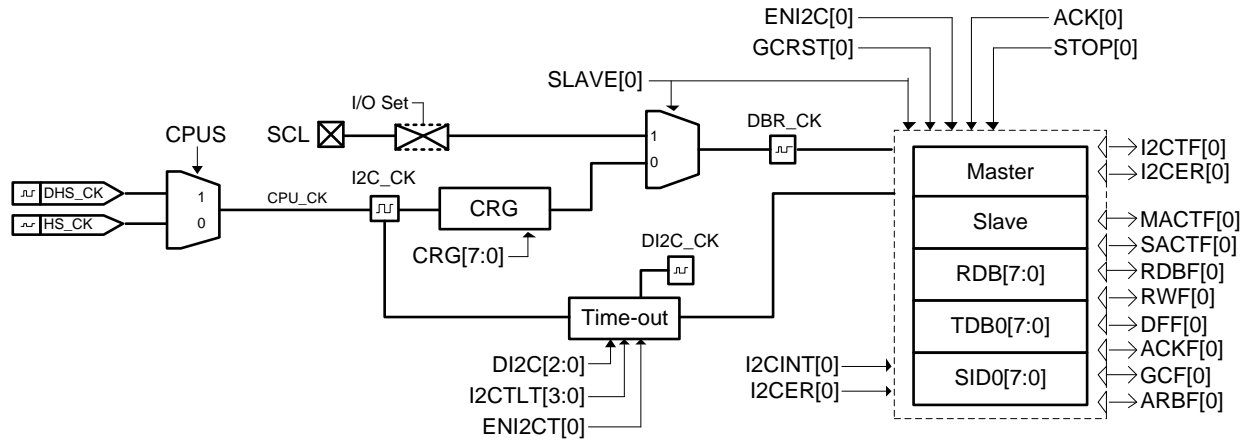 ENI2C[0]
ACK[0]
GCRST[0]
STOP[0]
SLAVE[0]
I/O Set
SCL
CPUS
1
0
DBR_CK
I2CTF[0]
I2CER[0]
Master
DHS_CK
HS_CK
1
0
CPU_CK
I2C_CK
CRG
CRG[7:0]
Slave
MACTF[0]
SACTF[0]
DI2C_CK
RDB[7:0]
RDBF[0]
RWF[0]
Time-out
TDB0[7:0]
DFF[0]
ACKF[0]
DI2C[2:0]
I2CTLT[3:0]
ENI2CT[0]
I2CINT[0]
I2CER[0]
SID0[7:0]
GCF[0]
ARBF[0]